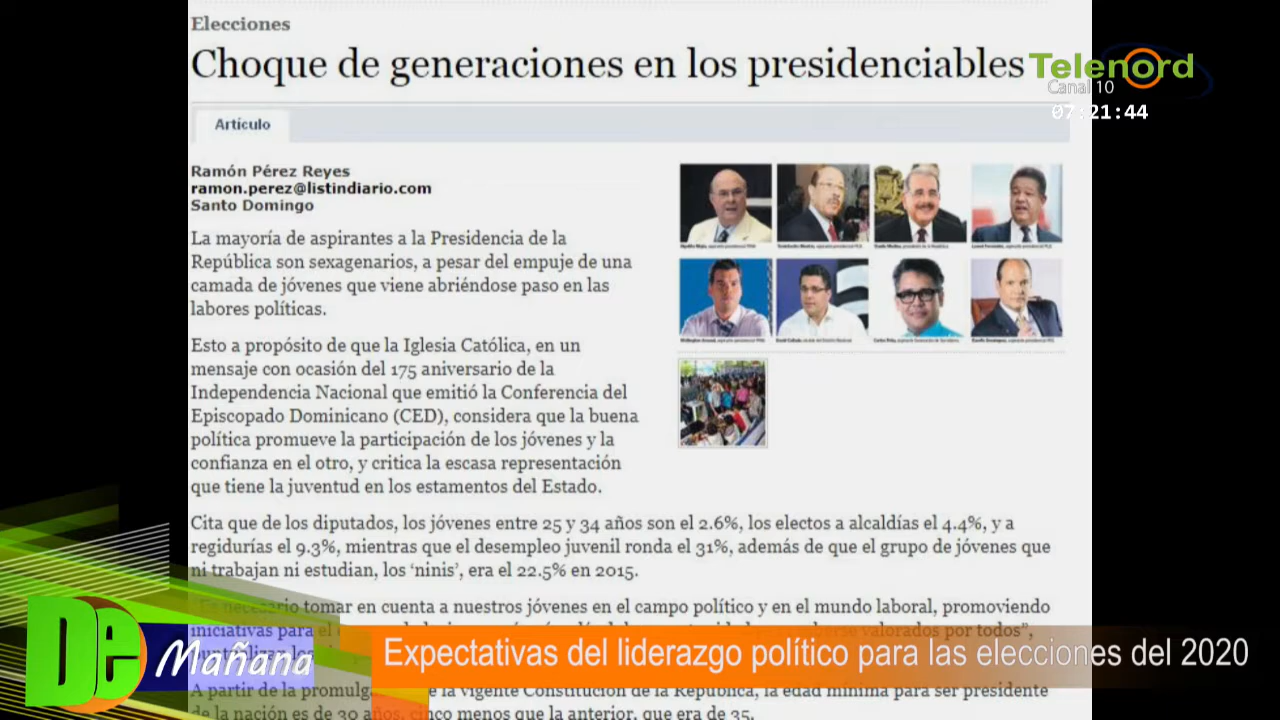 Elecciones
Choque de generaciones en los presidenciables
Telenord
Canal 10
07:21:44
Artículo
Ramón Pérez Reyes
ramon.perez@listindiario.com
Santo Domingo
La mayoría de aspirantes a la Presidencia de la
República son sexagenarios, a pesar del empuje de una
camada de jóvenes que viene abriéndose paso en las
labores políticas.
Esto a propósito de que la Iglesia Católica, en un
mensaje con ocasión del 175 aniversario de la
Independencia Nacional que emitió la Conferencia del
Episcopado Dominicano (CED), considera que la buena
política promueve la participación de los jóvenes y la
confianza en el otro, y critica la escasa representación
que tiene la juventud en los estamentos del Estado.
Cita que de los diputados, los jóvenes entre 25 y 34 años son el 2.6%, los electos a alcaldías el 4.4%, y a
regidurías el 9.3%, mientras que el desempleo juvenil ronda el 31%, además de que el grupo de jóvenes que
ni trabajan ni estudian, los ‘ninis’, era el 22.5% en 2015.
Es necesario tomar en cuenta a nuestros jóvenes en el campo político y en el mundo laboral, promoviendo
iniciativas para el valorados por todos”,
De Mañana
Expectativas del liderazgo político para las elecciones del 2020
A partir de la la vigente Constitución de la República, la edad mínima para ser presidente
de la nación es de 30 años, cinco menos que la anterior, que era de 35.